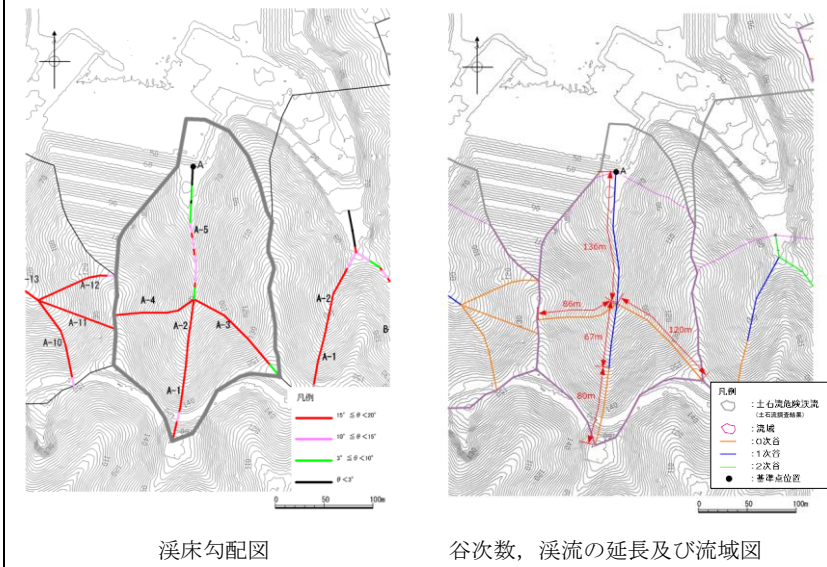 A
A-5
A-4
A-2
A-3
A-1
A-13
A-12
A-11
A-10
A-2
A-1
B
凡例
15° ≦θ<20°
10° ≦θ<15°
3° ≦θ<10°
θ<3°
0
100m
渓床勾配図
A
136m
86m
67m
120m
80m
凡例
:土石流危険渓流
(土石流調査結果)
:流域
:0次谷
:1次谷
:2次谷
:基準点位置
0
100m
谷次数，渓流の延長及び流域図